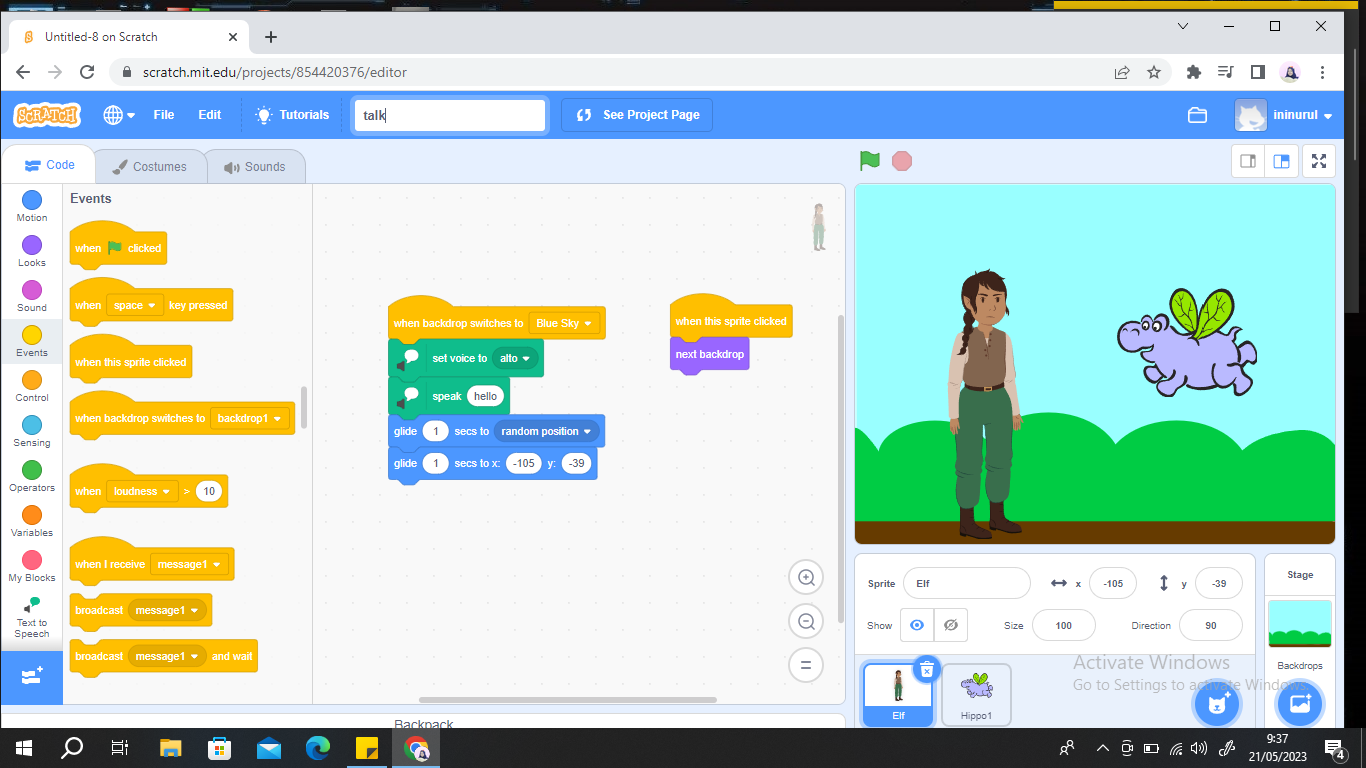 Untitled-8 on Scratch
scratch.mit.edu/projects/854420376/editor
SCRATCH
File
Edit
Tutorials
talk
See Project Page
ininurul
Code
Costumes
Sounds
Motion
Looks
Sound
Events
Control
Sensing
Operators
Variables
My Blocks
Text to
Speech
Events
when clicked
when space key pressed
when this sprite clicked
when backdrop switches to backdrop1
when loudness > 10
when I receive message1
broadcast message1
broadcast message1 and wait
when backdrop switches to Blue Sky
set voice to alto
speak hello
glide 1 secs to random position
glide 1 secs to x: -105 y: -39
when this sprite clicked
next backdrop
Backpack
Sprite Elf x -105 y -39
Show Size 100 Direction 90
Elf
Hippo1
Stage
Backdrops
Activate Windows
Go to Settings to activate Windows.
9:37
21/05/2023
4